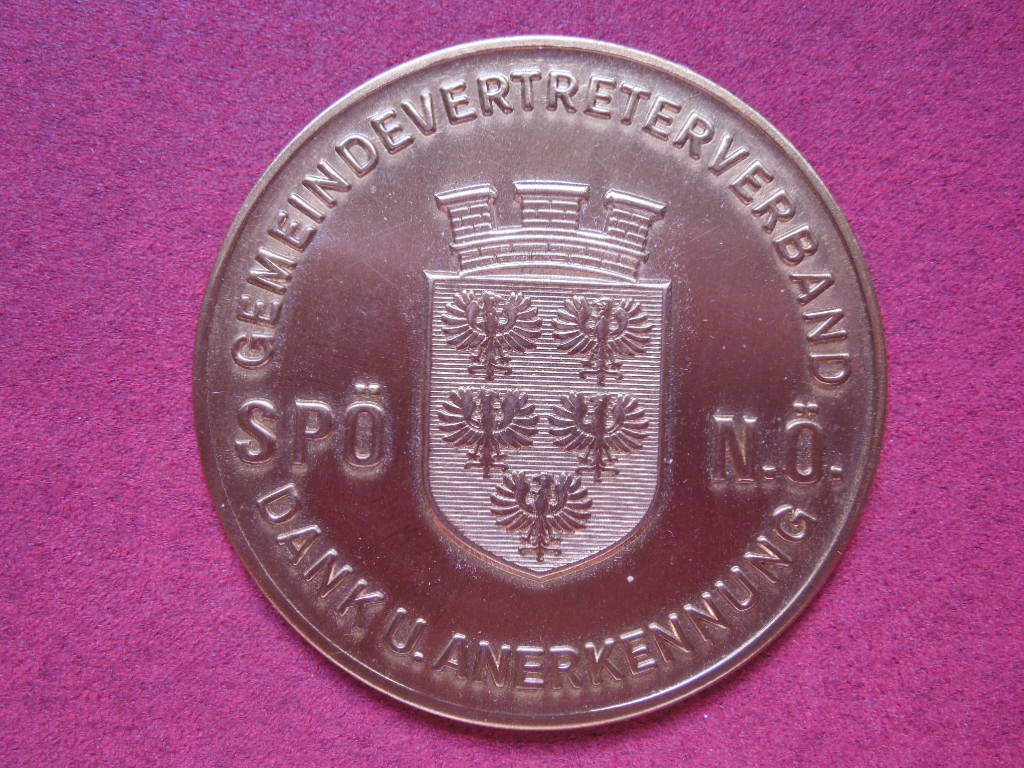 GEMEINDEVERTRETERVERBAND
SPÖ N.Ö.
DANK U. ANERKENNUNG